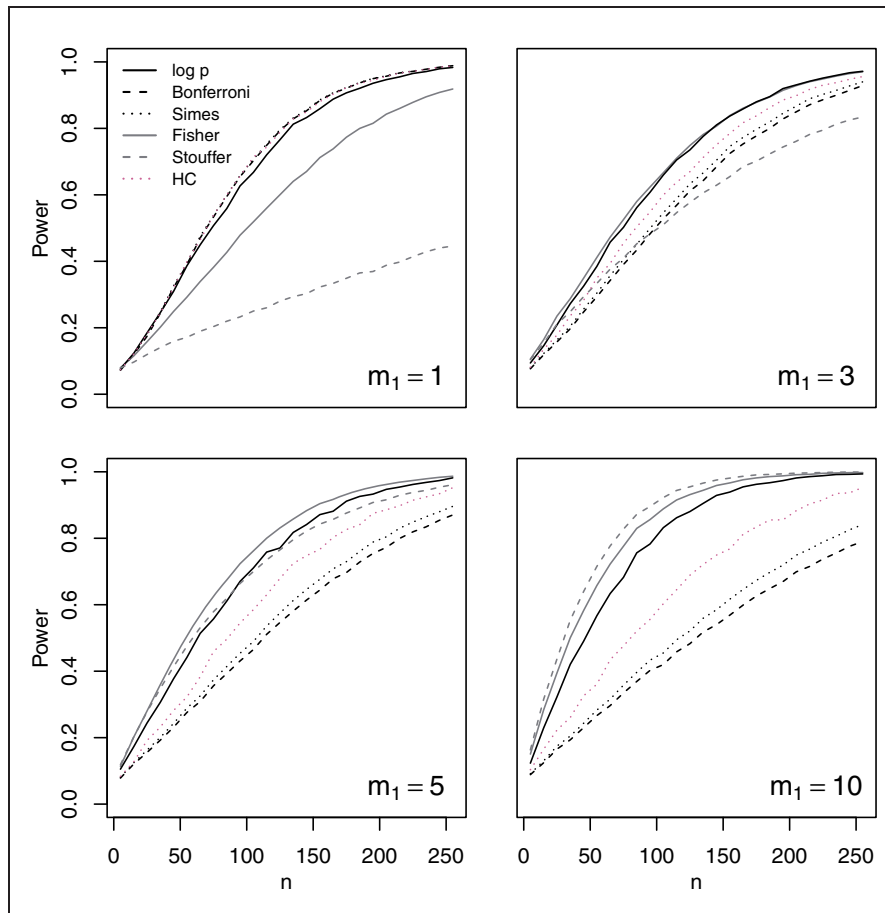 1.0
0.8
0.6
0.4
0.2
0.0
Power
log p
Bonferroni
Simes
Fisher
Stouffer
HC
m₁ = 1
m₁ = 3
1.0
0.8
0.6
0.4
0.2
0.0
Power
m₁ = 5
m₁ = 10
0 50 100 150 200 250
n
0 50 100 150 200 250
n